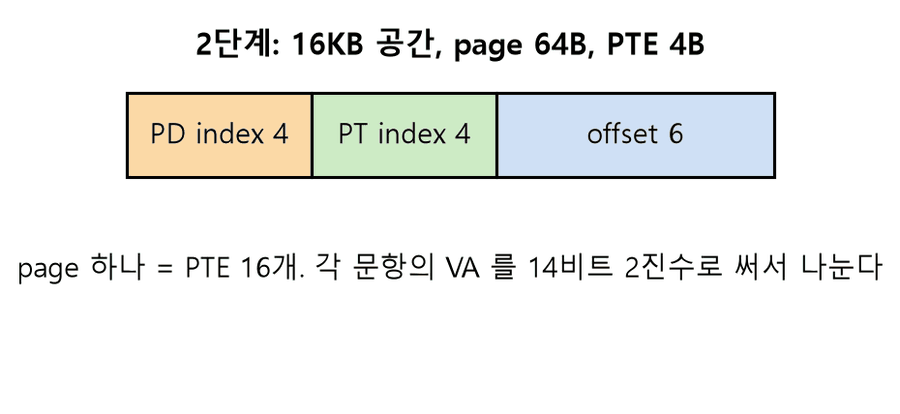 2단계: 16KB 공간, page 64B, PTE 4B
PD index 4 PT index 4 offset 6
page 하나 = PTE 16개. 각 문항의 VA 를 14비트 2진수로 써서 나눈다